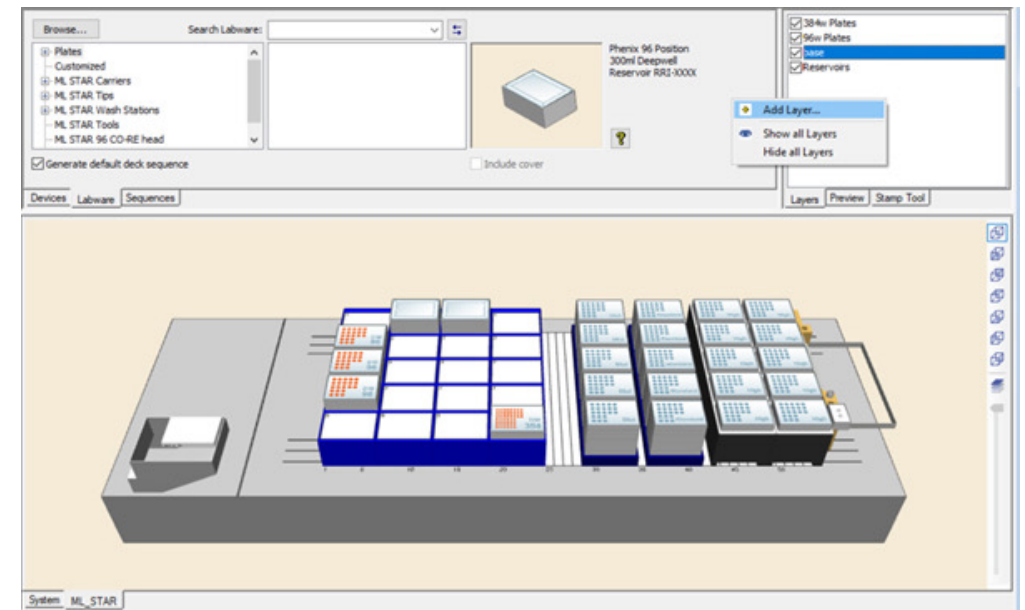 Browse...
Search Labware:
Plates
Customized
ML STAR Carriers
ML STAR Tips
ML STAR Wash Stations
ML STAR Tools
ML STAR 96 CO-RE head
Generate default deck sequence
Phenix 96 Position
300ml Deepwell
Reservoir RRI-XXXX
?
Include cover
Devices Labware Sequences
384w Plates
96w Plates
base
Reservoirs
Add Layer...
Show all Layers
Hide all Layers
Layers Preview Stamp Tool
System ML_STAR